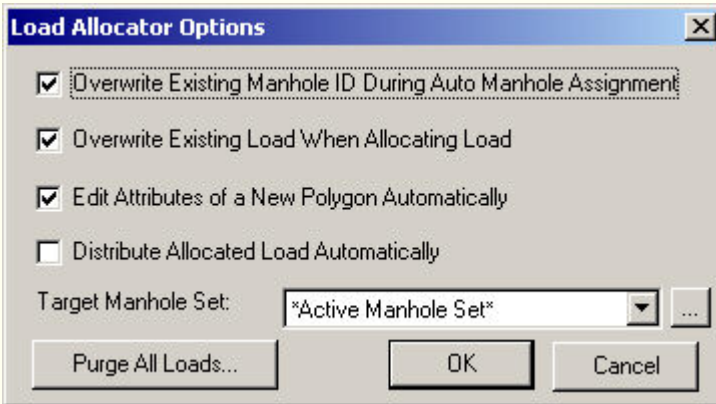 Load Allocator Options
Overwrite Existing Manhole ID During Auto Manhole Assignment
Overwrite Existing Load When Allocating Load
Edit Attributes of a New Polygon Automatically
Distribute Allocated Load Automatically
Target Manhole Set: *Active Manhole Set* ...
Purge All Loads... OK Cancel